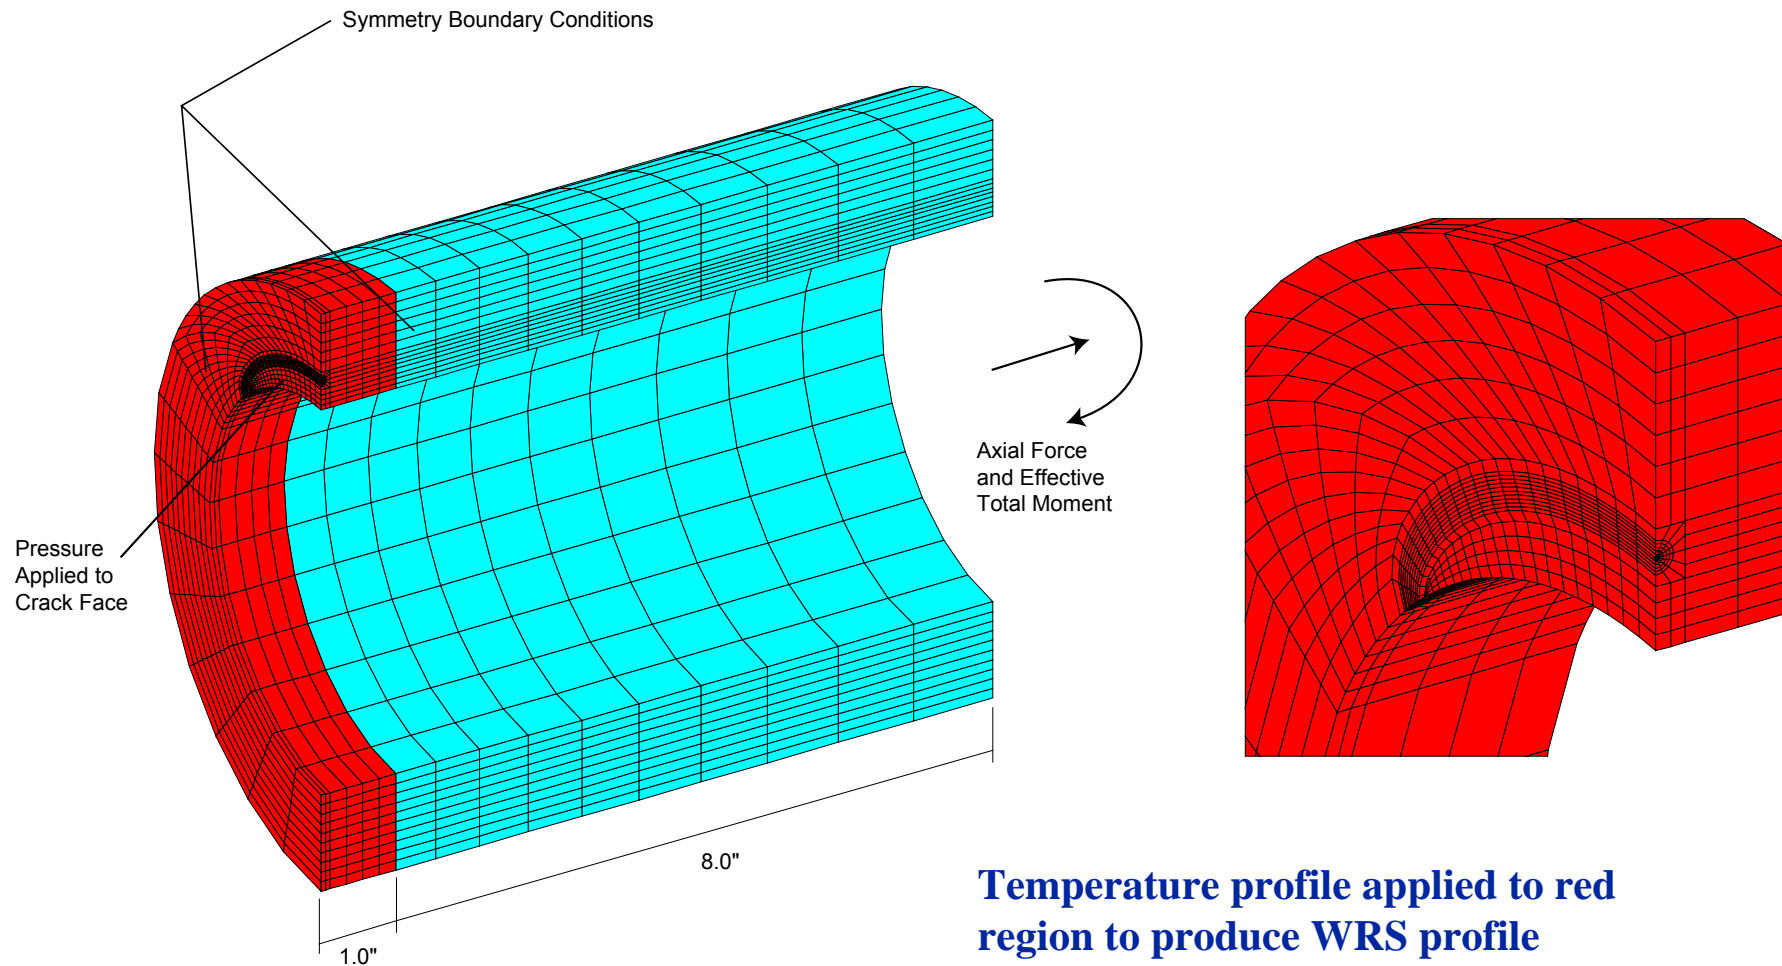 Symmetry Boundary Conditions
Axial Force
and Effective
Total Moment
Pressure
Applied to
Crack Face
8.0"
1.0"
Temperature profile applied to red
region to produce WRS profile